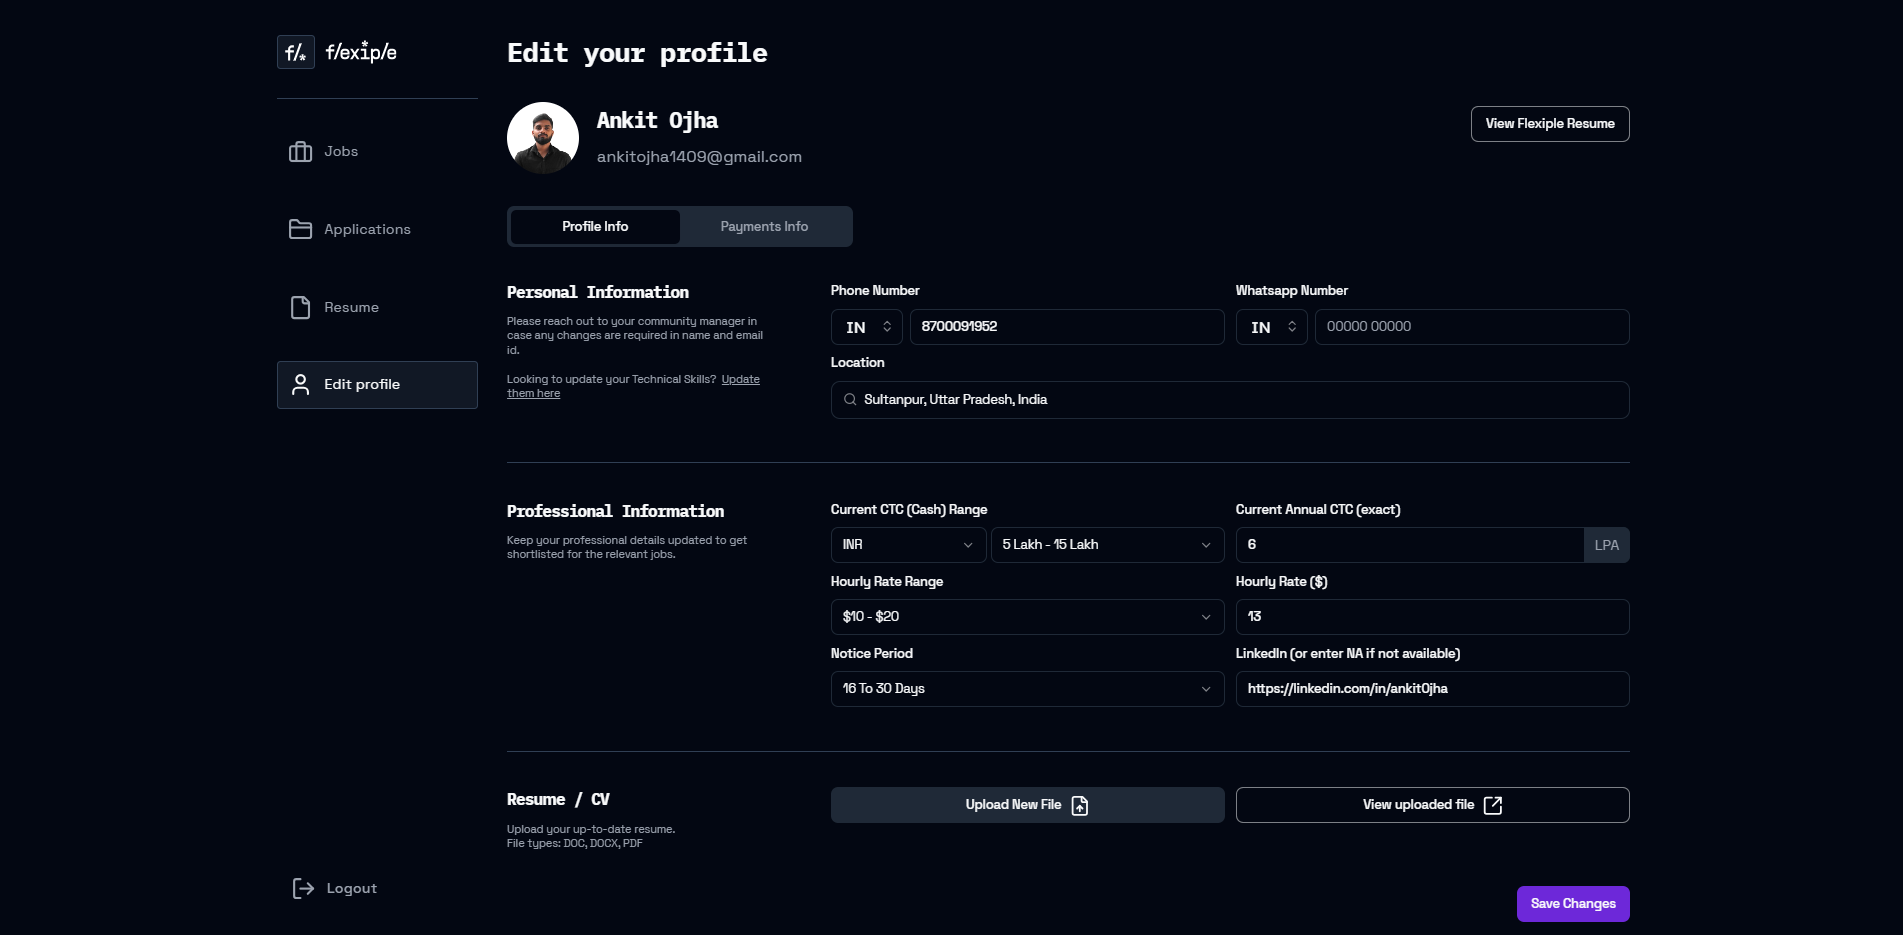 f/* f/exip/e
Jobs
Applications
Resume
Edit profile
Logout
Edit your profile
Ankit Ojha
ankitojha1409@gmail.com
View Flexiple Resume
Profile Info
Payments Info
Personal Information
Please reach out to your community manager in
case any changes are required in name and email
id.
Looking to update your Technical Skills? Update
them here
Phone Number
IN 8700091952
Whatsapp Number
IN 00000 00000
Location
Sultanpur, Uttar Pradesh, India
Professional Information
Keep your professional details updated to get
shortlisted for the relevant jobs.
Current CTC (Cash) Range
INR 5 Lakh - 15 Lakh
Current Annual CTC (exact)
6 LPA
Hourly Rate Range
$10 - $20
Hourly Rate ($)
13
Notice Period
16 To 30 Days
LinkedIn (or enter NA if not available)
https://linkedin.com/in/ankit0jha
Resume / CV
Upload your up-to-date resume.
File types: DOC, DOCX, PDF
Upload New File
View uploaded file
Save Changes